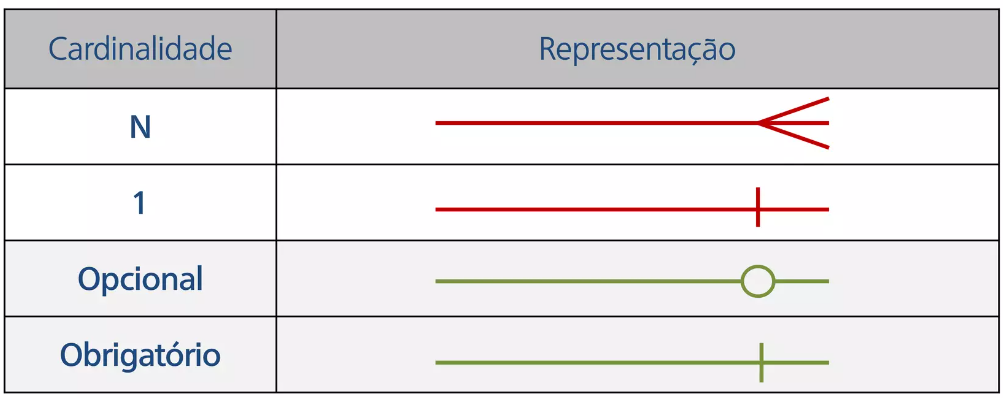 Cardinalidade Representação
N
1
Opcional
Obrigatório